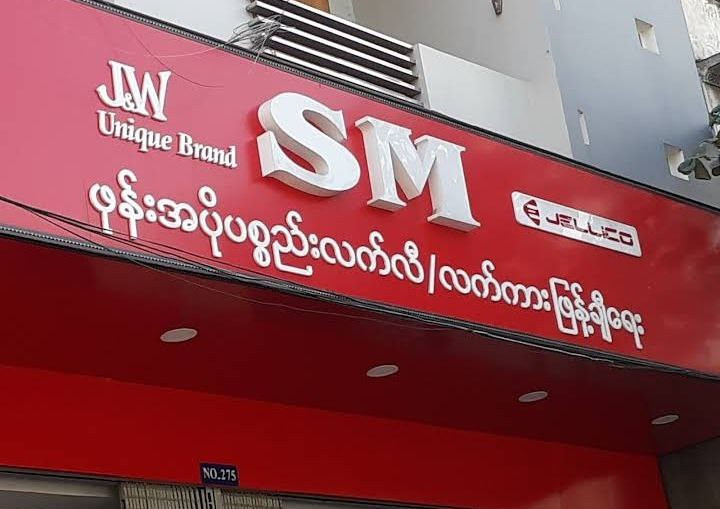 J&W
Unique Brand
SM
JELLICO
ဖုန်းအပိုပစ္စည်းလက်လီ/လက်ကားဖြန့်ချီရေး
NO.275